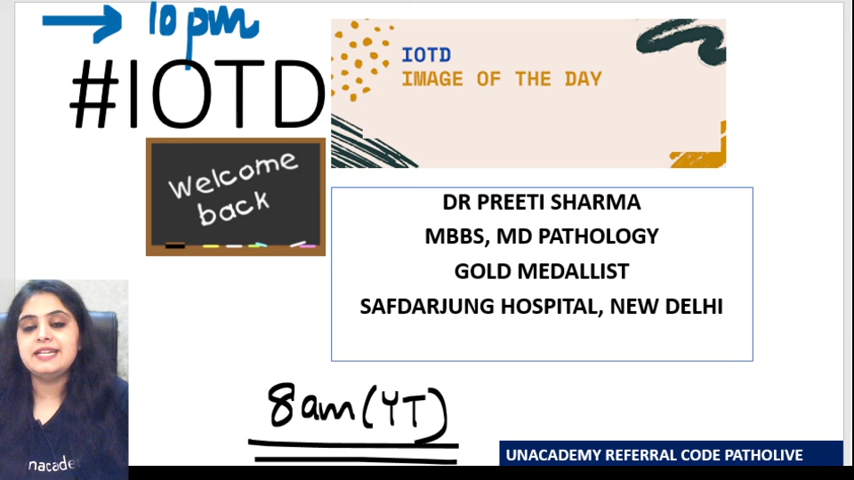 10 pm
#IOTD
IOTD
IMAGE OF THE DAY
Welcome
back
DR PREETI SHARMA
MBBS, MD PATHOLOGY
GOLD MEDALLIST
SAFDARJUNG HOSPITAL, NEW DELHI
8am (YT)
nacade
UNACADEMY REFERRAL CODE PATHOLIVE